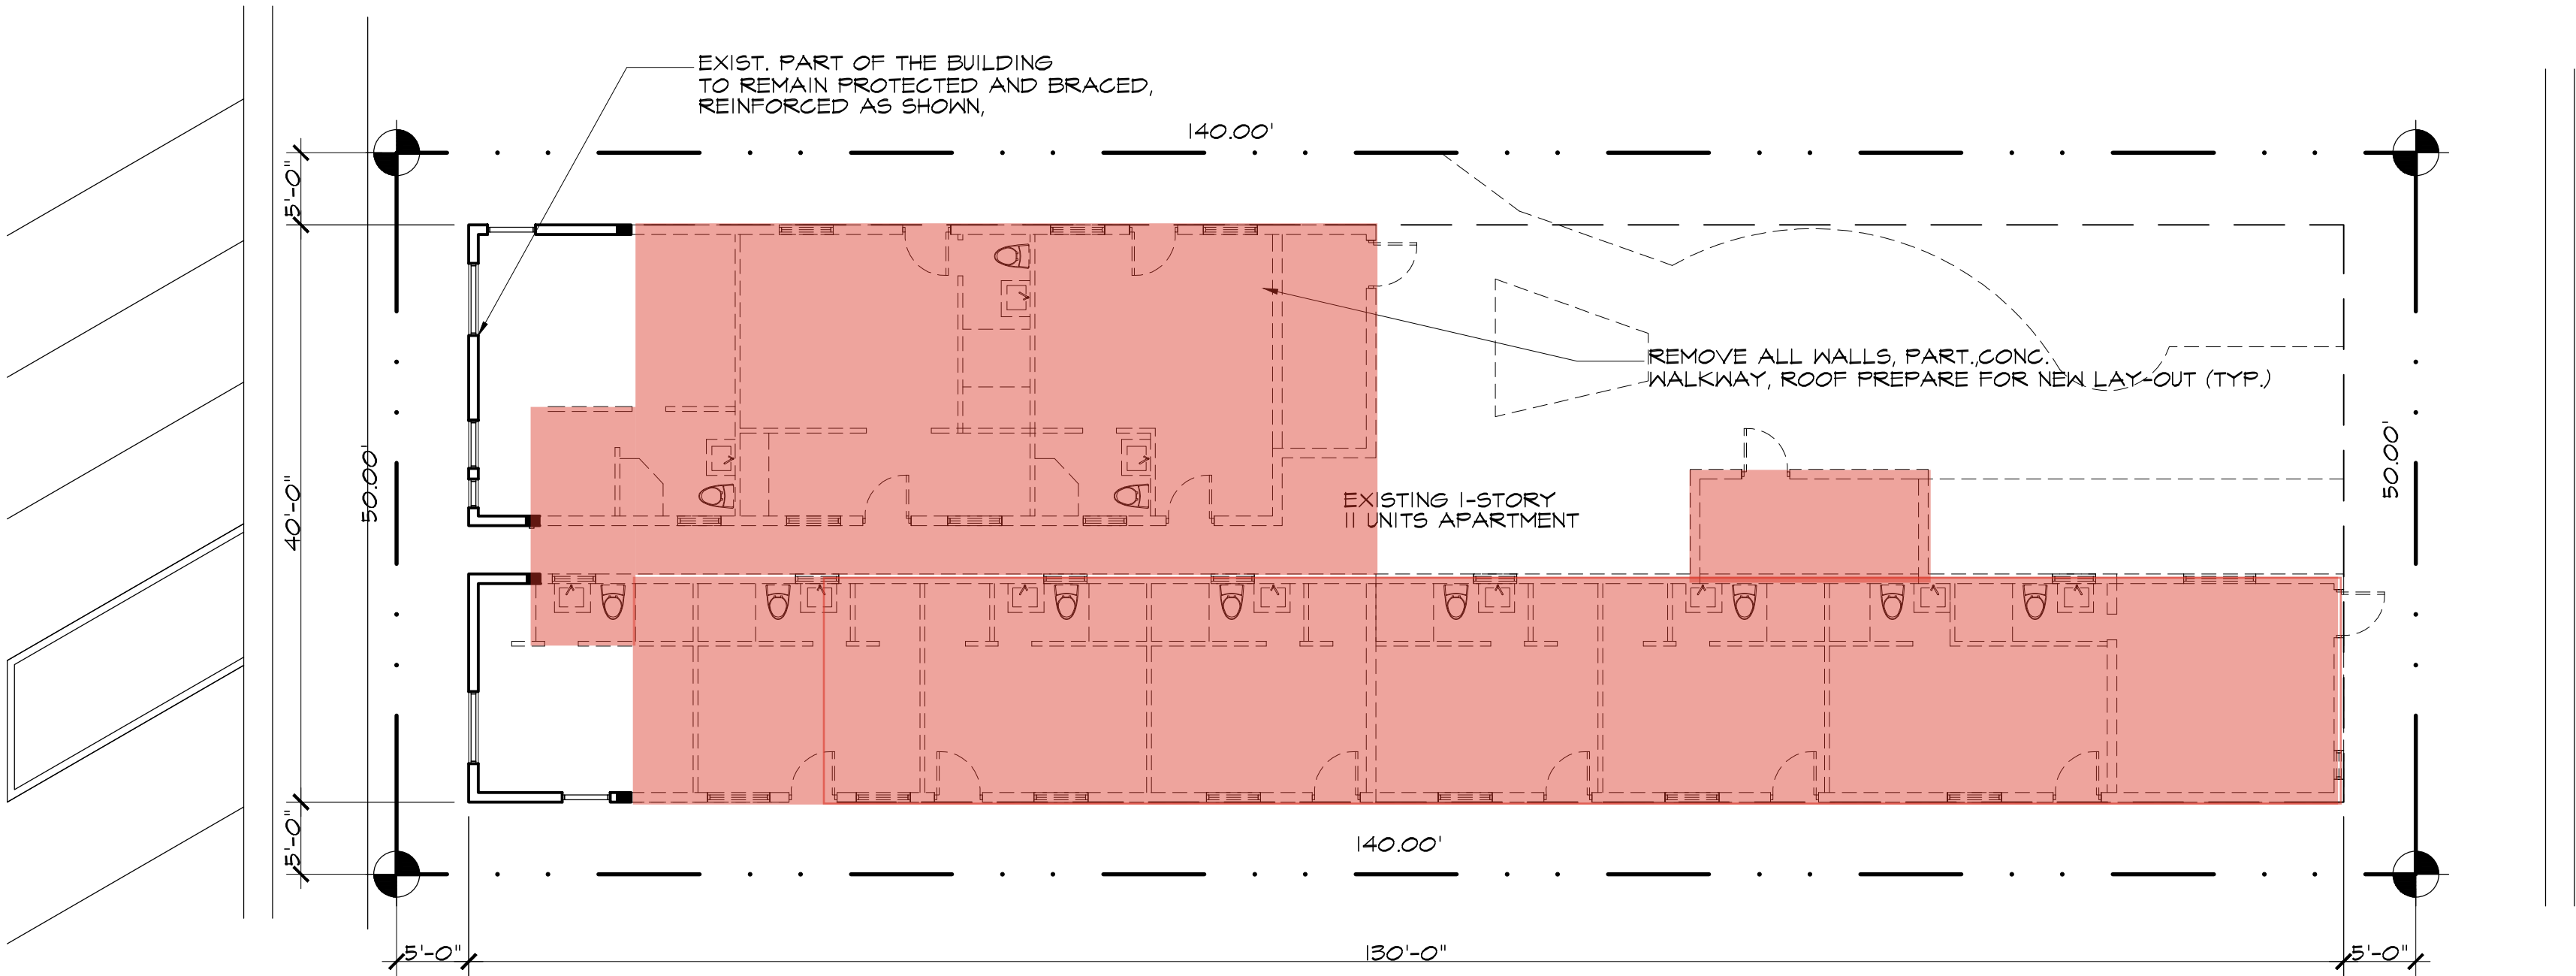 EXIST. PART OF THE BUILDING
TO REMAIN PROTECTED AND BRACED,
REINFORCED AS SHOWN,
140.00'
5'-0"
REMOVE ALL WALLS, PART.,CONC.
WALKWAY, ROOF PREPARE FOR NEW LAY-OUT (TYP.)
40'-0"
50.00'
EXISTING 1-STORY
11 UNITS APARTMENT
50.00'
5'-0"
140.00'
5'-0"
130'-0"
5'-0"